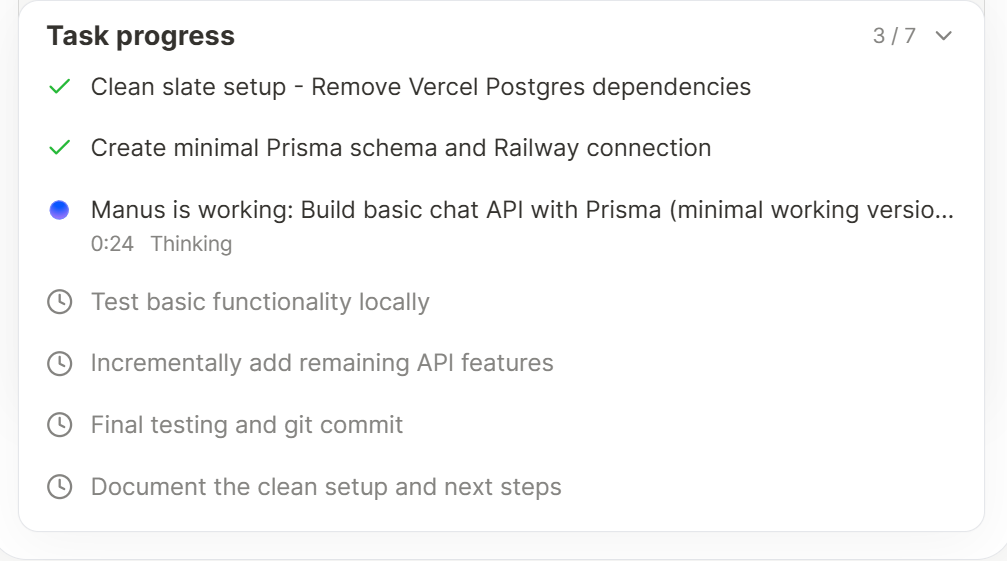 Task progress
3 / 7
Clean slate setup - Remove Vercel Postgres dependencies
Create minimal Prisma schema and Railway connection
Manus is working: Build basic chat API with Prisma (minimal working versio...
0:24 Thinking
Test basic functionality locally
Incrementally add remaining API features
Final testing and git commit
Document the clean setup and next steps